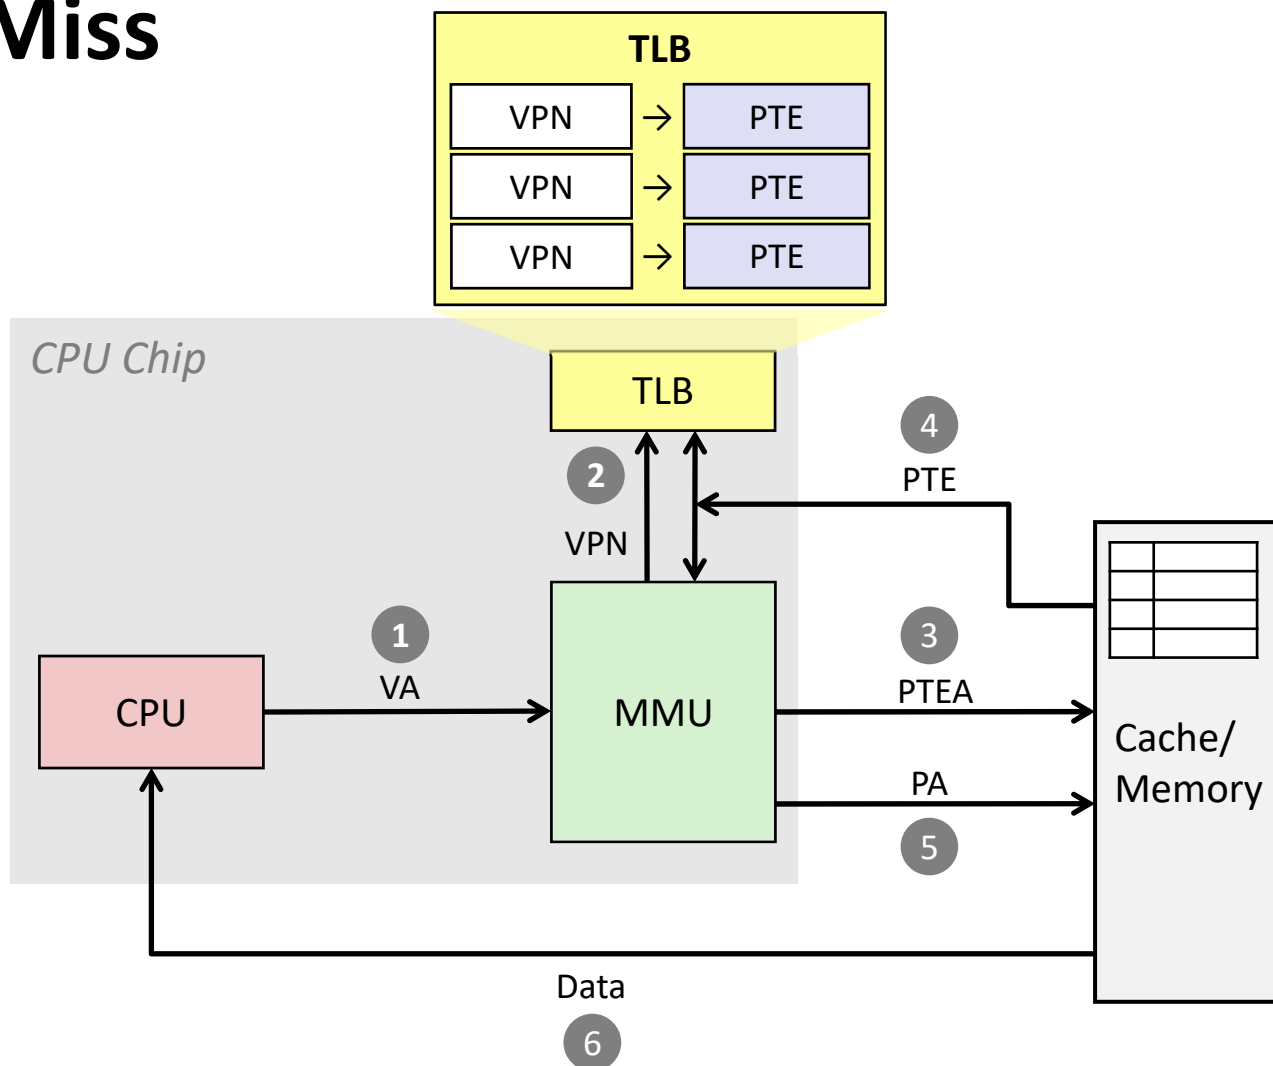 Miss
TLB
VPN → PTE
VPN → PTE
VPN → PTE
CPU Chip
TLB
4
PTE
2
VPN
1
VA
3
PTEA
CPU
MMU
Cache/
Memory
PA
5
Data
6